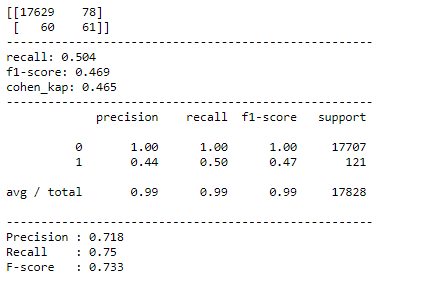 [[17629    78]
 [   60    61]]
----------------------------------------------------
recall: 0.504
f1-score: 0.469
cohen_kap: 0.465
----------------------------------------------------
             precision    recall  f1-score   support

          0       1.00      1.00      1.00     17707
          1       0.44      0.50      0.47       121

avg / total       0.99      0.99      0.99     17828

----------------------------------------------------
Precision : 0.718
Recall    : 0.75
F-score   : 0.733